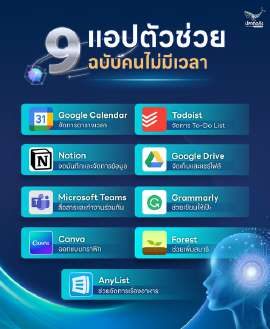 9 แอปตัวช่วย
ฉบับคนไม่มีเวลา
Google Calendar
จัดการตารางเวลา
Todoist
จัดการ To-Do List
Notion
จดบันทึกและจัดการข้อมูล
Google Drive
จัดเก็บและแชร์ไฟล์
Microsoft Teams
สื่อสารและทำงานร่วมกัน
Grammarly
ช่วยเขียนให้เป๊ะ
Canva
ออกแบบกราฟิก
Forest
ช่วยเพิ่มสมาธิ
AnyList
ช่วยจัดการเรื่องอาหาร
31
Canva